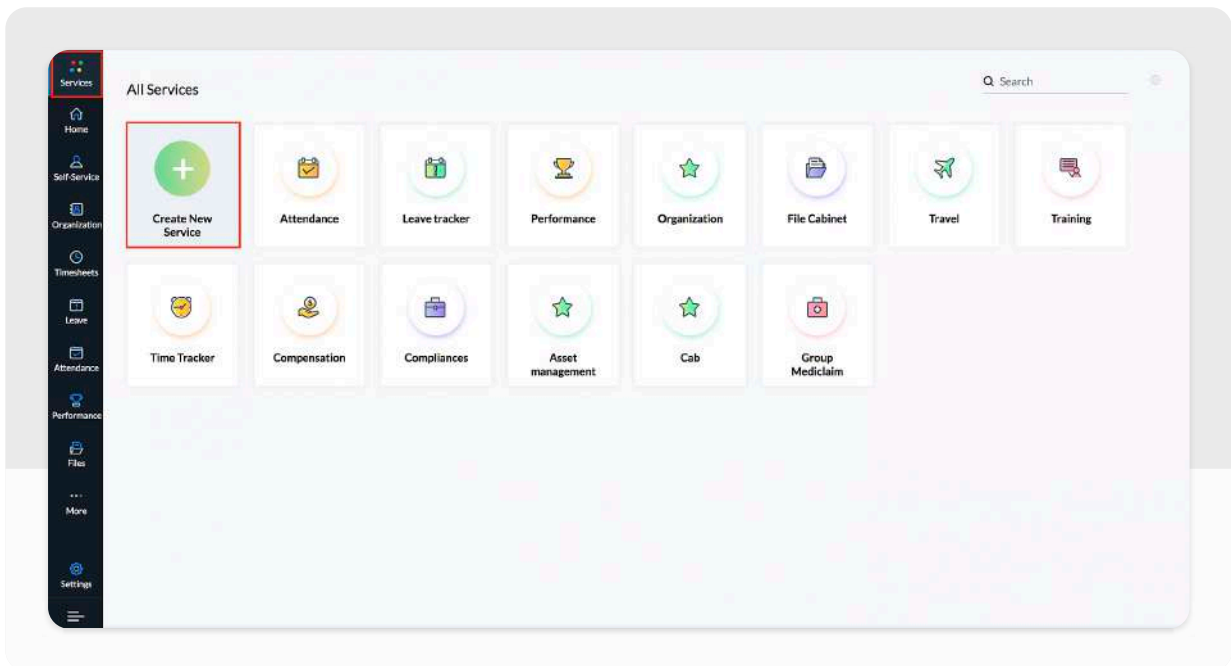 Services
Home
Self-Service
Organization
Timesheets
Leave
Attendance
Performance
Files
More
Settings
All Services
Search
Create New
Service
Attendance
Leave tracker
Performance
Organization
File Cabinet
Travel
Training
Time Tracker
Compensation
Compliances
Asset
management
Cab
Group
Mediclaim